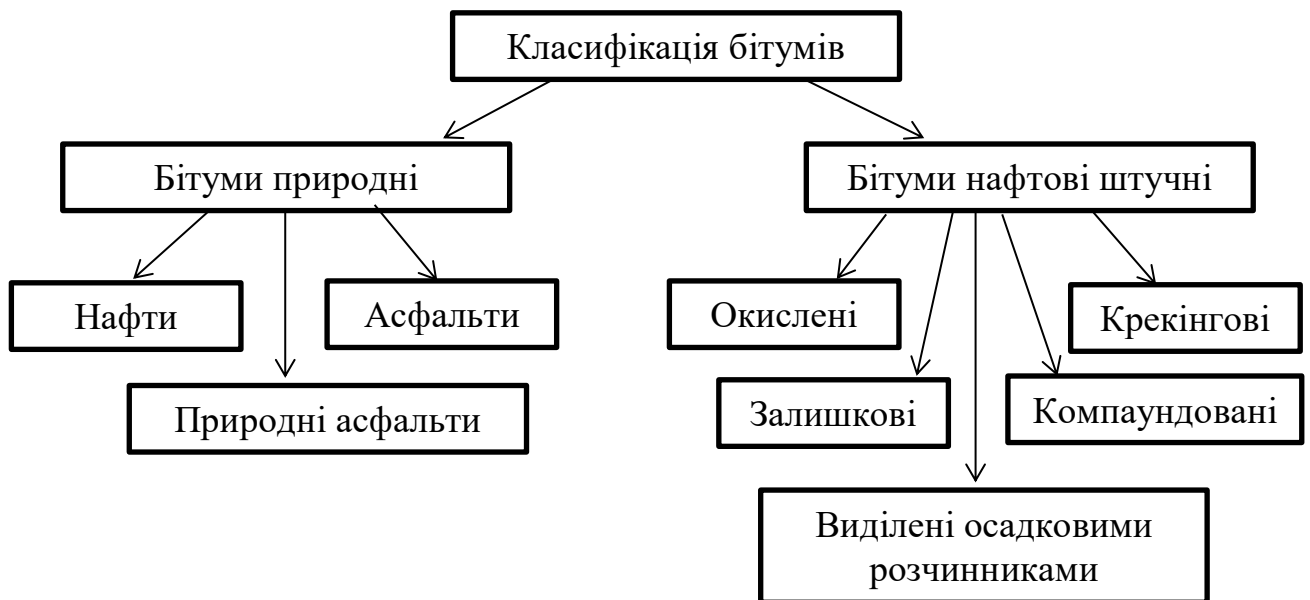 Класифікація бітумів
Бітуми природні
Бітуми нафтові штучні
Нафти
Асфальти
Окислені
Крекінгові
Природні асфальти
Залишкові
Компаундовані
Виділені осадковими
розчинниками